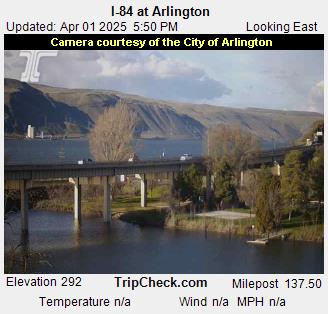 I-84 at Arlington
Updated: Apr 01 2025 5:50 PM Looking East
Camera courtesy of the City of Arlington
Elevation 292 TripCheck.com Milepost 137.50
Temperature n/a Wind n/a MPH n/a